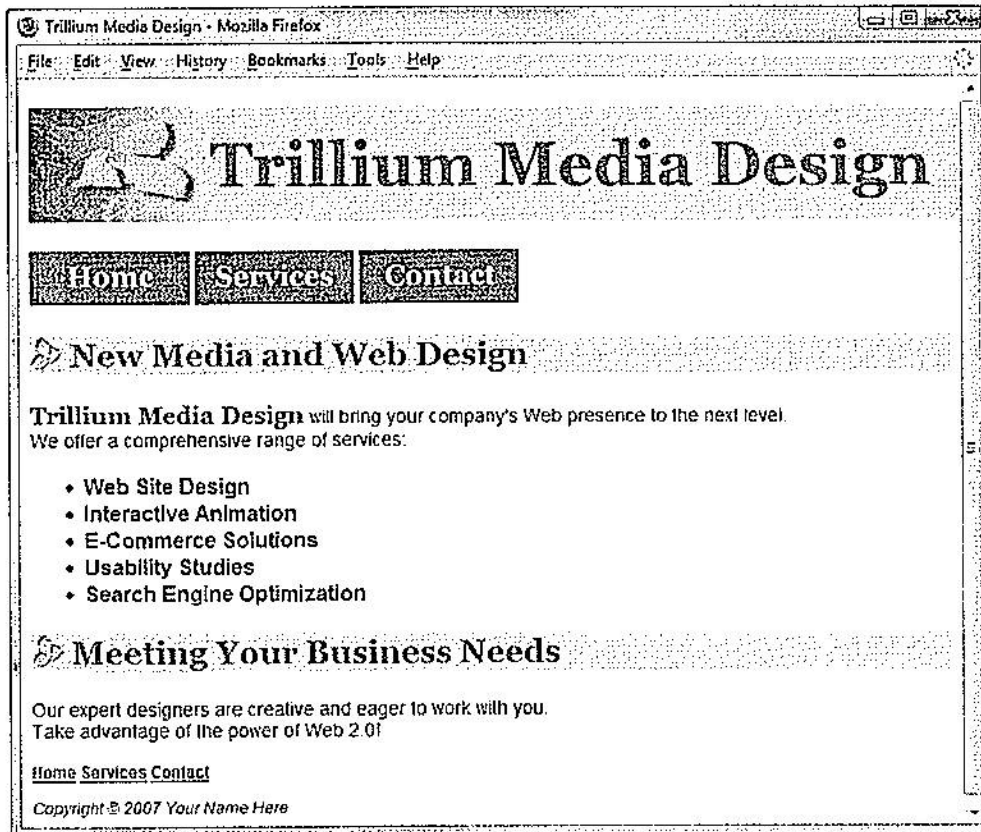 Trillium Media Design - Mozilla Firefox
File Edit View History Bookmarks Tools Help
Trillium Media Design
Home Services Contact
New Media and Web Design
Trillium Media Design will bring your company's Web presence to the next level.
We offer a comprehensive range of services:
• Web Site Design
• Interactive Animation
• E-Commerce Solutions
• Usability Studies
• Search Engine Optimization
Meeting Your Business Needs
Our expert designers are creative and eager to work with you.
Take advantage of the power of Web 2.0!
Home Services Contact
Copyright © 2007 Your Name Here